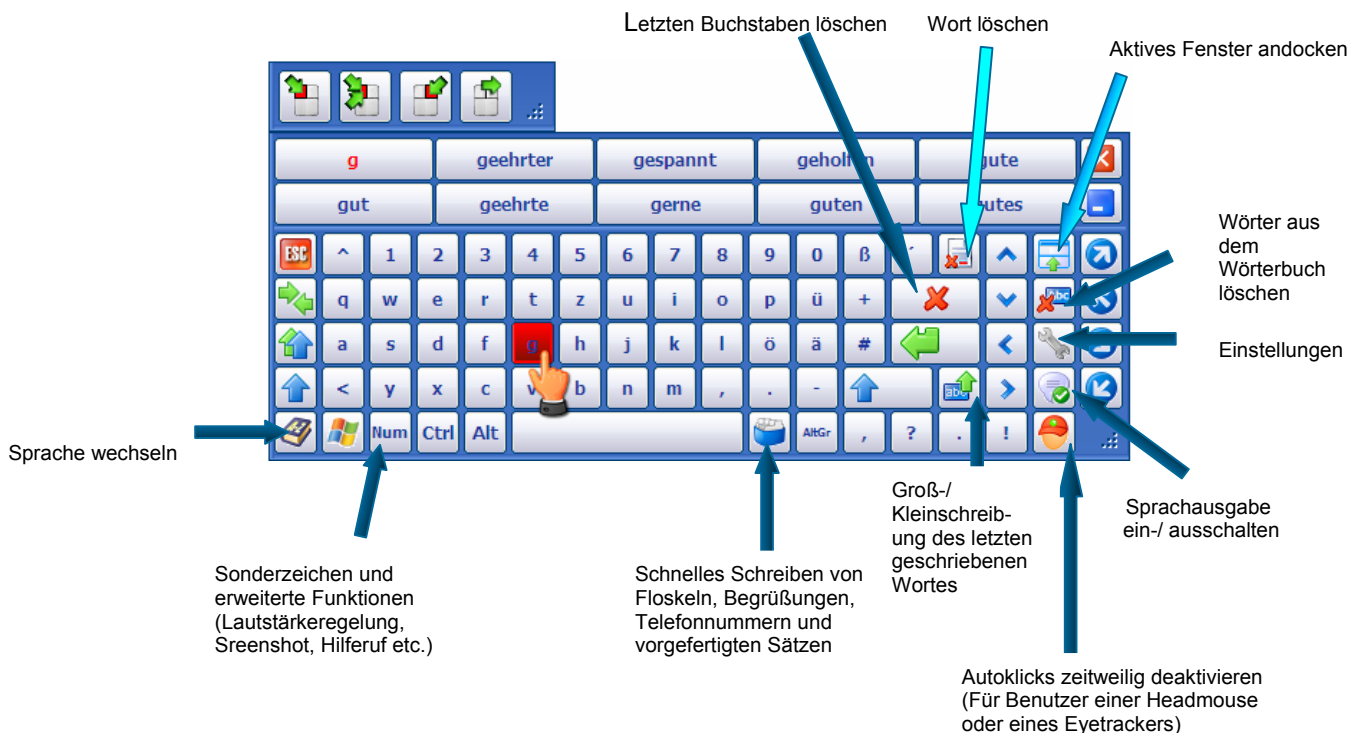 Letzten Buchstaben löschen
Wort löschen
Aktives Fenster andocken
g geehrter gespannt gute
gut geehrte gerne guten
ESC ^ 1 2 3 4 5 6 7 8 9 0 ß ´
q w e r t z u i o p ü + Abc
a s d f g h j k l ö ä # <
< y x c v b n m , . - abc >
Num Ctrl Alt AltGr , ? . !
Wörter aus
dem
Wörterbuch
löschen
Einstellungen
Sprache wechseln
Sprachausgabe
ein-/ ausschalten
Groß-/
Kleinschreib-
ung des letzten
geschriebenen
Wortes
Sonderzeichen und
erweiterte Funktionen
(Lautstärkeregelung,
Sreenshot, Hilferuf etc.)
Schnelles Schreiben von
Floskeln, Begrüßungen,
Telefonnummern und
vorgefertigten Sätzen
Autoklicks zeitweilig deaktivieren
(Für Benutzer einer Headmouse
oder eines Eyetrackers)